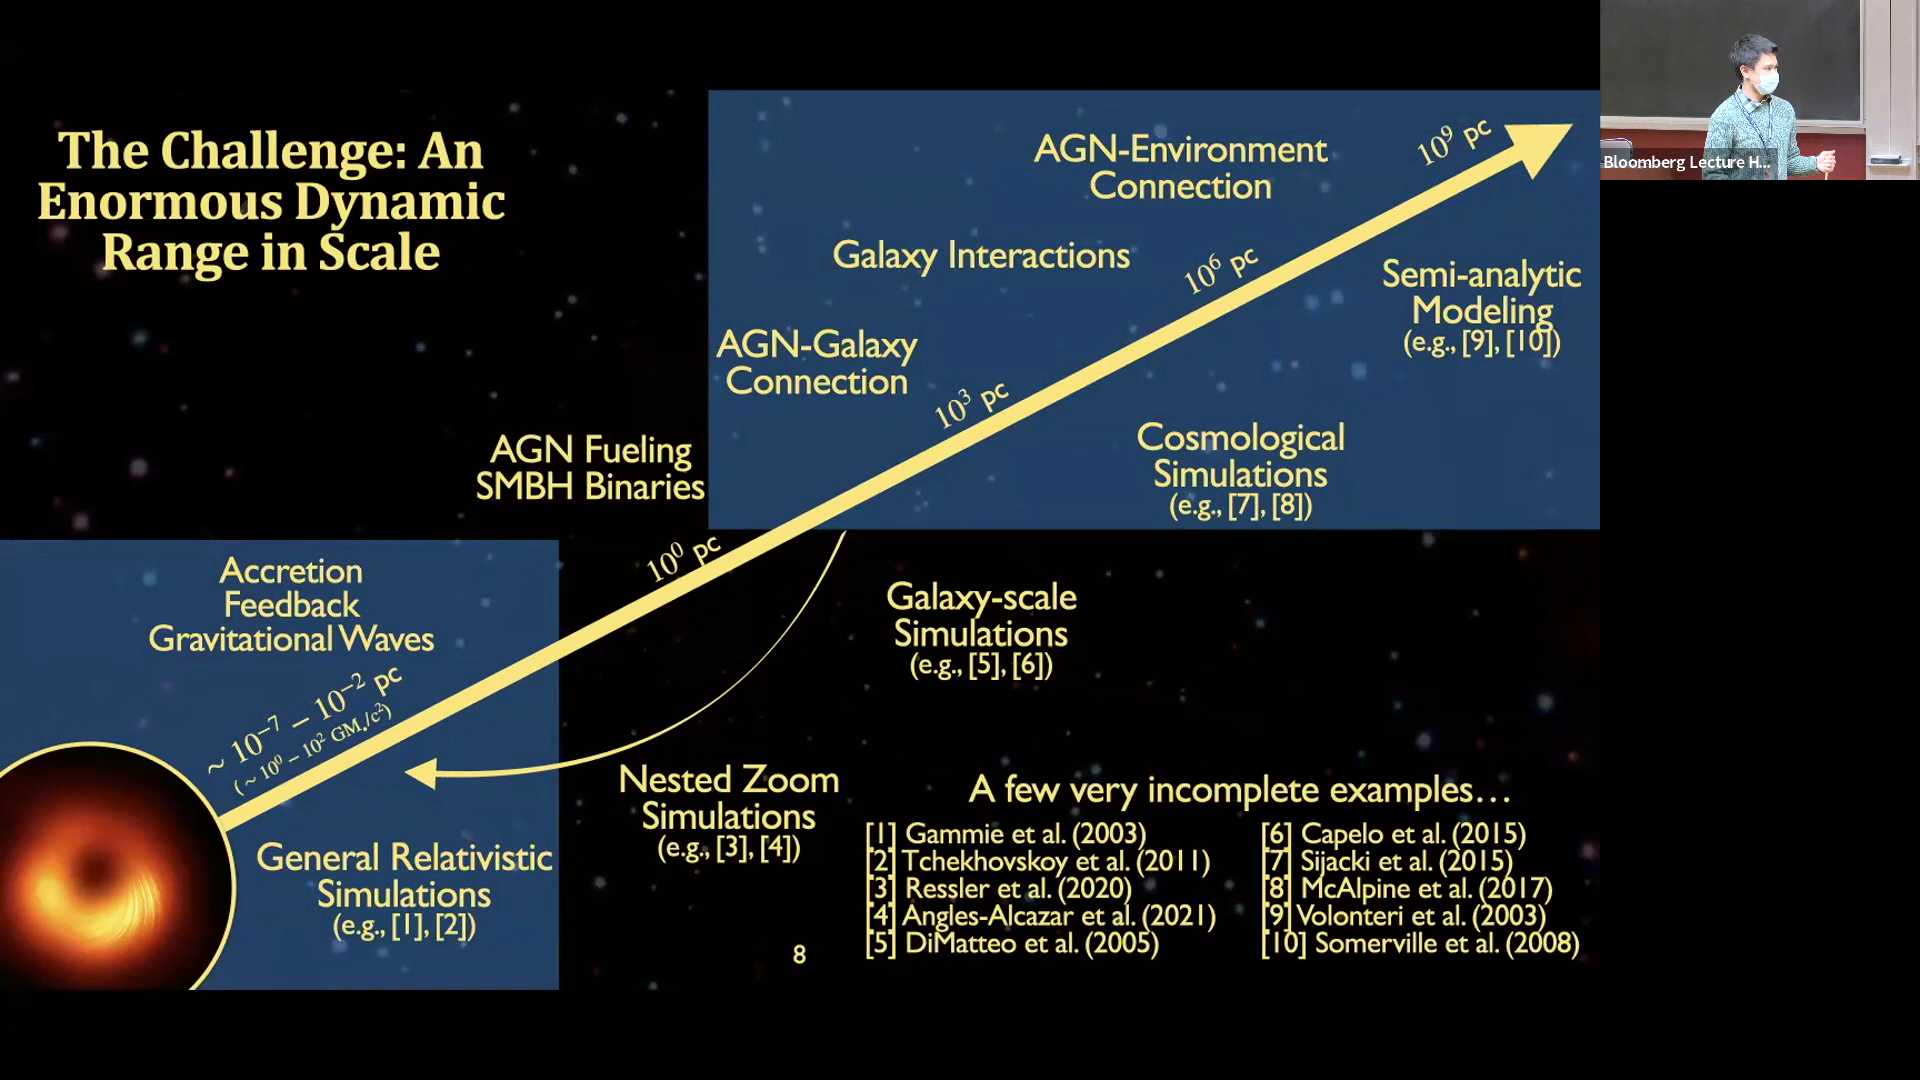 The Challenge: An
Enormous Dynamic
Range in Scale
AGN-Environment
Connection
10⁹ pc
Galaxy Interactions
10⁶ pc
Semi-analytic
Modeling
(e.g., [9], [10])
AGN-Galaxy
Connection
10³ pc
Cosmological
Simulations
(e.g., [7], [8])
AGN Fueling
SMBH Binaries
10⁰ pc
Accretion
Feedback
Gravitational Waves
~ 10⁻⁷ – 10⁻² pc
(~ 10⁰ – 10² GM•/c²)
Galaxy-scale
Simulations
(e.g., [5], [6])
General Relativistic
Simulations
(e.g., [1], [2])
Nested Zoom
Simulations
(e.g., [3], [4])
A few very incomplete examples…
[1] Gammie et al. (2003)
[2] Tchekhovskoy et al. (2011)
[3] Ressler et al. (2020)
[4] Angles-Alcazar et al. (2021)
[5] DiMatteo et al. (2005)
[6] Capelo et al. (2015)
[7] Sijacki et al. (2015)
[8] McAlpine et al. (2017)
[9] Volonteri et al. (2003)
[10] Somerville et al. (2008)
8
Bloomberg Lecture H...